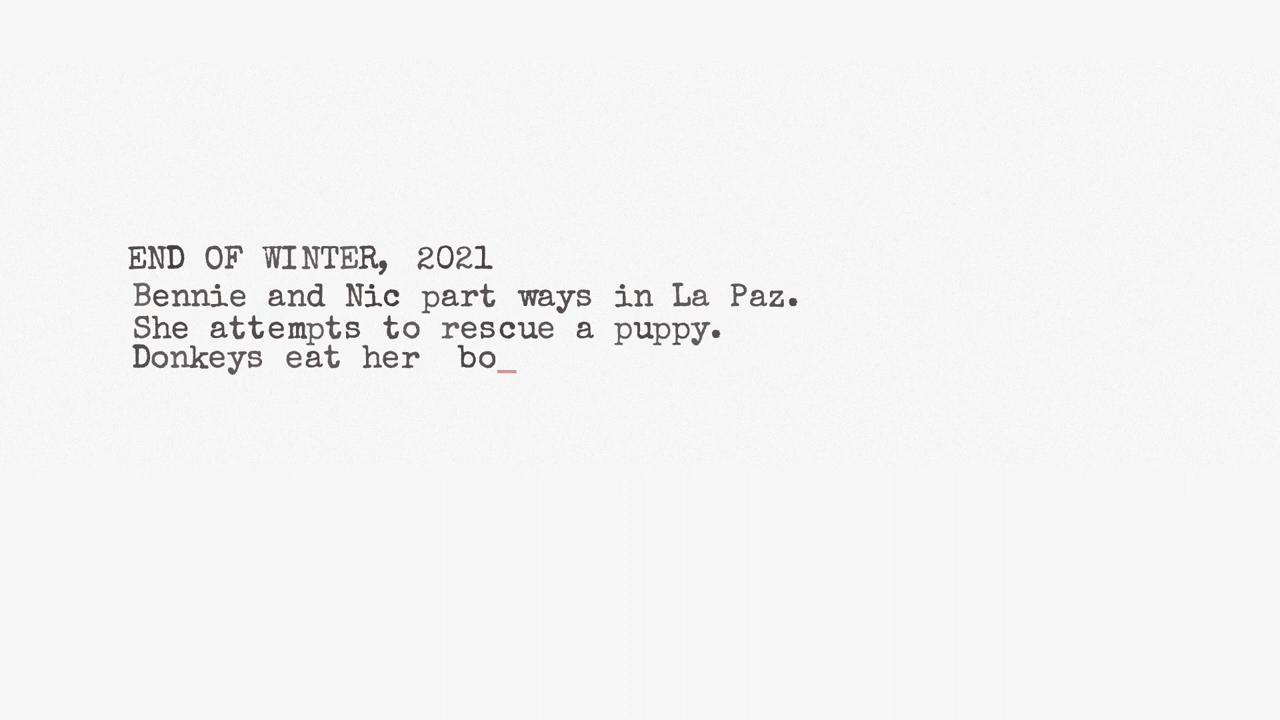 END OF WINTER, 2021
Bennie and Nic part ways in La Paz.
She attempts to rescue a puppy.
Donkeys eat her  bo_